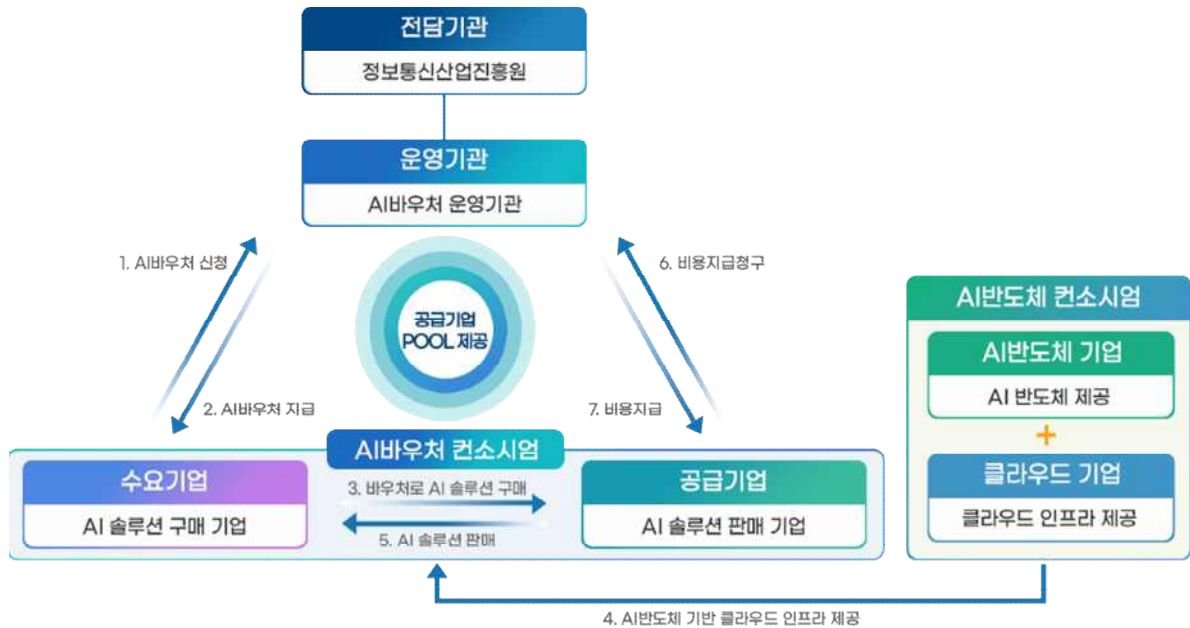 전담기관
정보통신산업진흥원
운영기관
AI바우처 운영기관
1. AI바우처 신청
6. 비용지급청구
공급기업
POOL 제공
2. AI바우처 지급
7. 비용지급
AI바우처 컨소시엄
수요기업
AI 솔루션 구매 기업
3. 바우처로 AI 솔루션 구매
5. AI 솔루션 판매
공급기업
AI 솔루션 판매 기업
AI반도체 컨소시엄
AI반도체 기업
AI 반도체 제공
+
클라우드 기업
클라우드 인프라 제공
4. AI반도체 기반 클라우드 인프라 제공